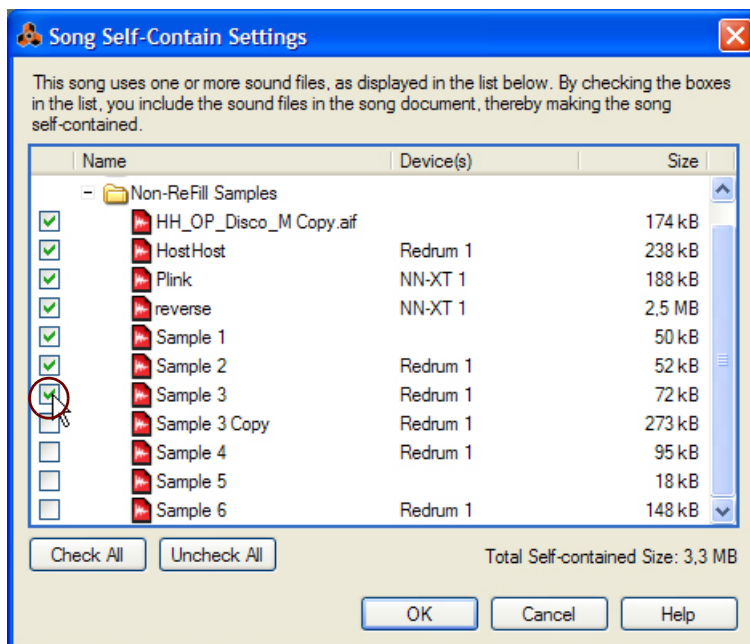 Song Self-Contain Settings
This song uses one or more sound files, as displayed in the list below. By checking the boxes
in the list, you include the sound files in the song document, thereby making the song
self-contained.
Name Device(s) Size
Non-ReFill Samples
HH_OP_Disco_M Copy.aif 174 kB
HostHost Redrum 1 238 kB
Plink NN-XT 1 188 kB
reverse NN-XT 1 2,5 MB
Sample 1 50 kB
Sample 2 Redrum 1 52 kB
Sample 3 Redrum 1 72 kB
Sample 3 Copy Redrum 1 273 kB
Sample 4 Redrum 1 95 kB
Sample 5 18 kB
Sample 6 Redrum 1 148 kB
Check All Uncheck All Total Self-contained Size: 3,3 MB
OK Cancel Help